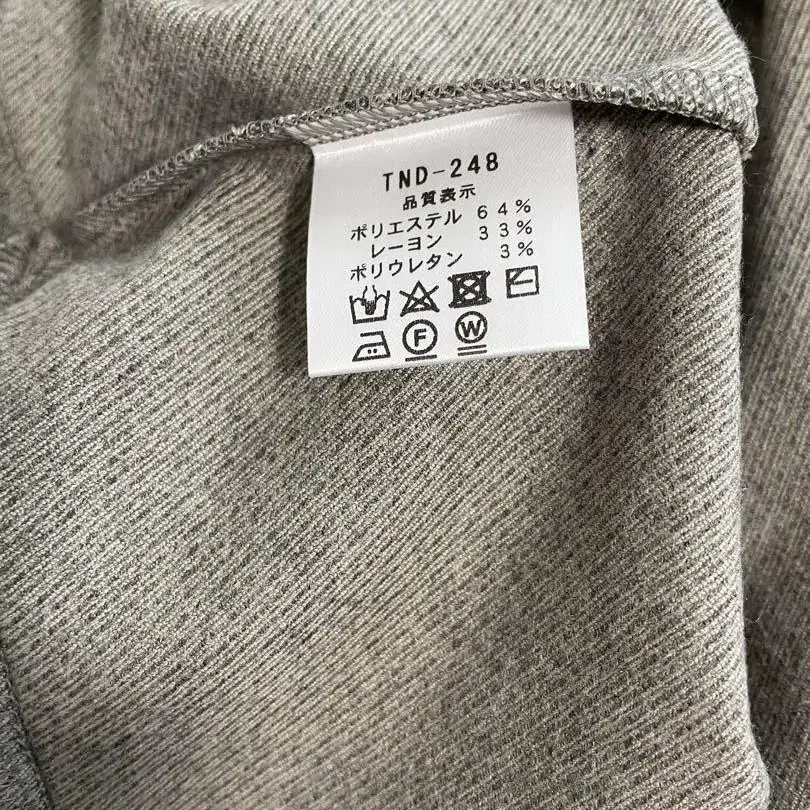 TND-248
品質表示
ポリエステル 64%
レーヨン 33%
ポリウレタン 3%
F W